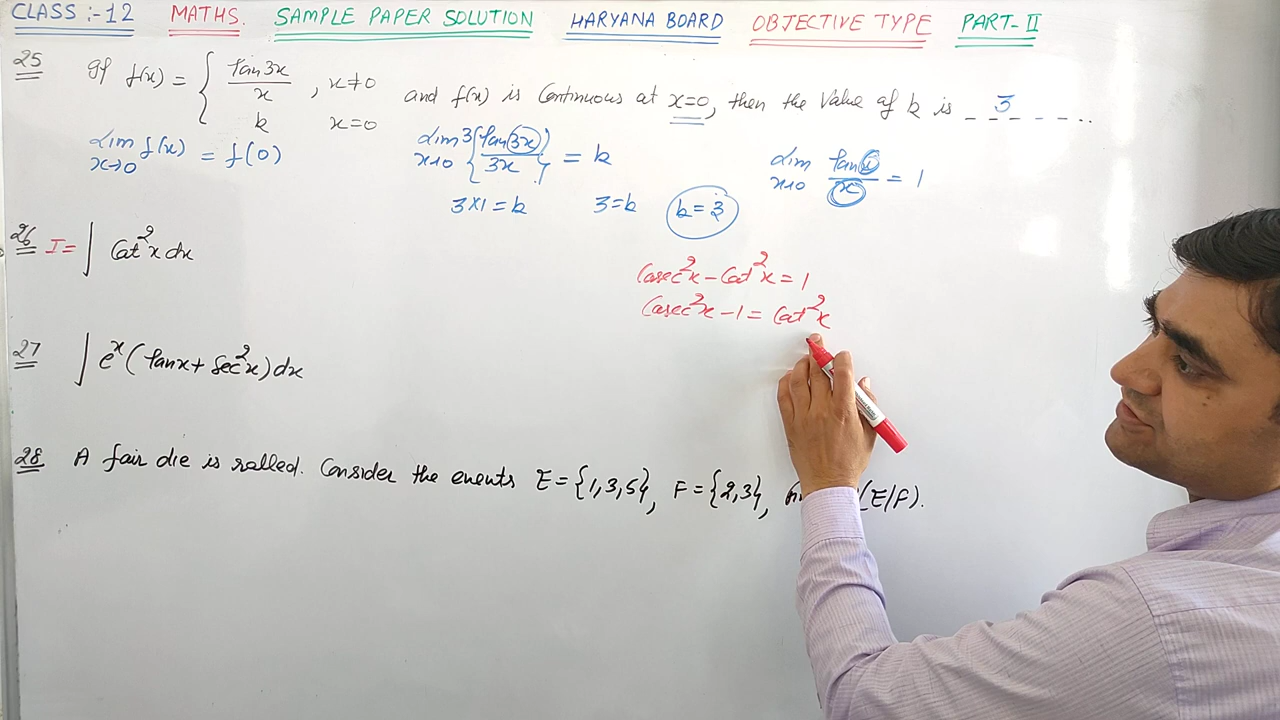 CLASS :- 12 MATHS. SAMPLE PAPER SOLUTION HARYANA BOARD OBJECTIVE TYPE PART-II
25 If f(x) = { tan3x/x , x≠0
k x=0
and f(x) is Continuous at x=0, then the Value of k is _ _ 3 _ _ _ _ ..
lim x→0 f(x) = f(0)
lim x→0 3{tan(3x)/3x} = k
3x1 = k 3=k k=3
lim x→0 tan x/x = 1
26 I = ∫ Cot²x dx
Cosec²x - Cot²x = 1
Cosec²x - 1 = Cot²x
27 ∫ eˣ (tanx + Sec²x) dx
28 A fair die is rolled. Consider the events E = {1,3,5}, F = {2,3}, (E/F).